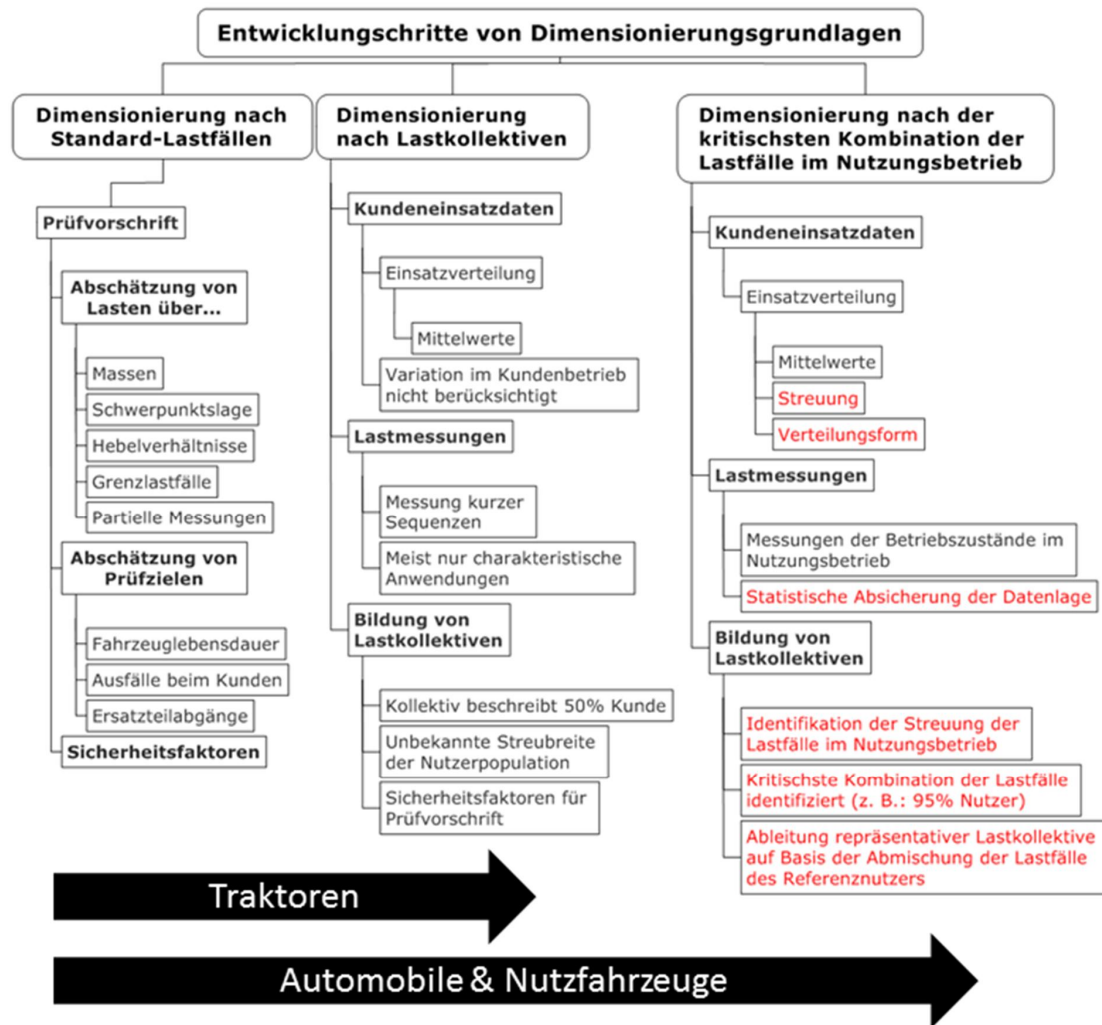 Entwicklungschritte von Dimensionierungsgrundlagen
Dimensionierung nach
Standard-Lastfällen
Prüfvorschrift
Abschätzung von
Lasten über...
Massen
Schwerpunktslage
Hebelverhältnisse
Grenzlastfälle
Partielle Messungen
Abschätzung von
Prüfzielen
Fahrzeuglebensdauer
Ausfälle beim Kunden
Ersatzteilabgänge
Sicherheitsfaktoren
Dimensionierung
nach Lastkollektiven
Kundeneinsatzdaten
Einsatzverteilung
Mittelwerte
Variation im Kundenbetrieb
nicht berücksichtigt
Lastmessungen
Messung kurzer
Sequenzen
Meist nur charakteristische
Anwendungen
Bildung von
Lastkollektiven
Kollektiv beschreibt 50% Kunde
Unbekannte Streubreite
der Nutzerpopulation
Sicherheitsfaktoren für
Prüfvorschrift
Dimensionierung nach der
kritischsten Kombination der
Lastfälle im Nutzungsbetrieb
Kundeneinsatzdaten
Einsatzverteilung
Mittelwerte
Streuung
Verteilungsform
Lastmessungen
Messungen der Betriebszustände im
Nutzungsbetrieb
Statistische Absicherung der Datenlage
Bildung von
Lastkollektiven
Identifikation der Streuung der
Lastfälle im Nutzungsbetrieb
Kritischste Kombination der Lastfälle
identifiziert (z. B.: 95% Nutzer)
Ableitung repräsentativer Lastkollektive
auf Basis der Abmischung der Lastfälle
des Referenznutzers
Traktoren
Automobile & Nutzfahrzeuge